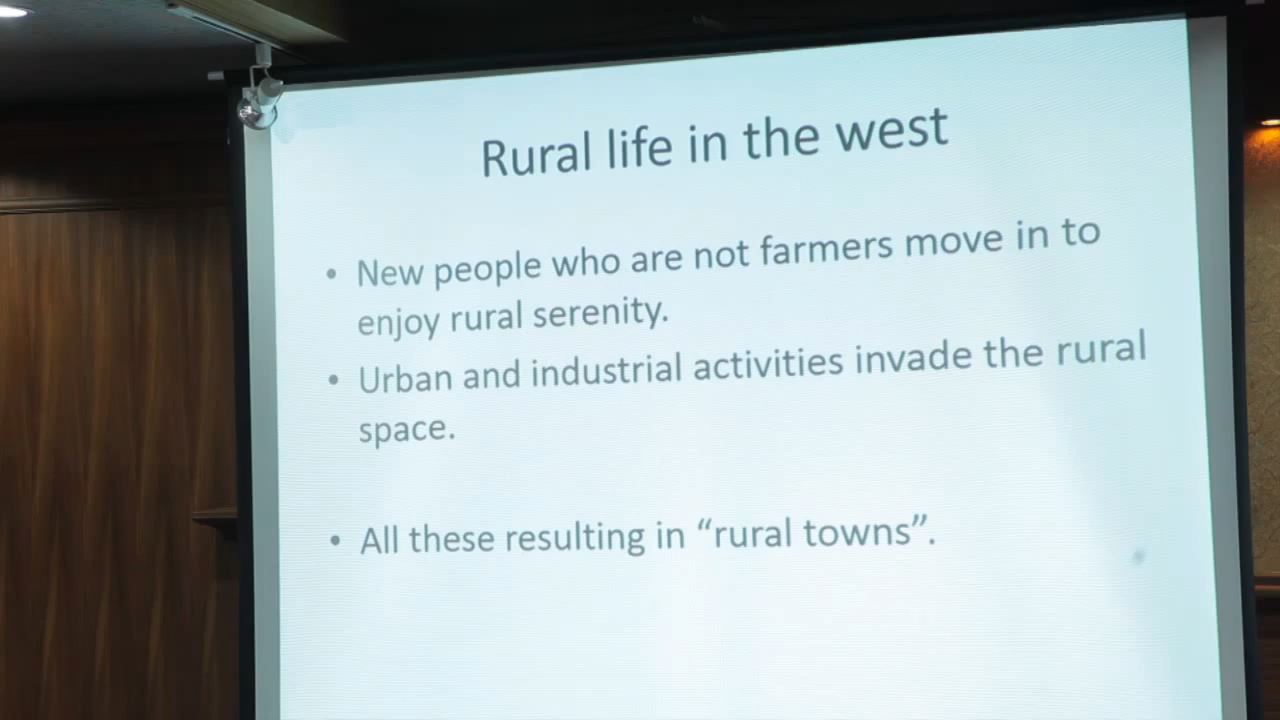 Rural life in the west
• New people who are not farmers move in to
enjoy rural serenity.
• Urban and industrial activities invade the rural
space.
• All these resulting in “rural towns”.